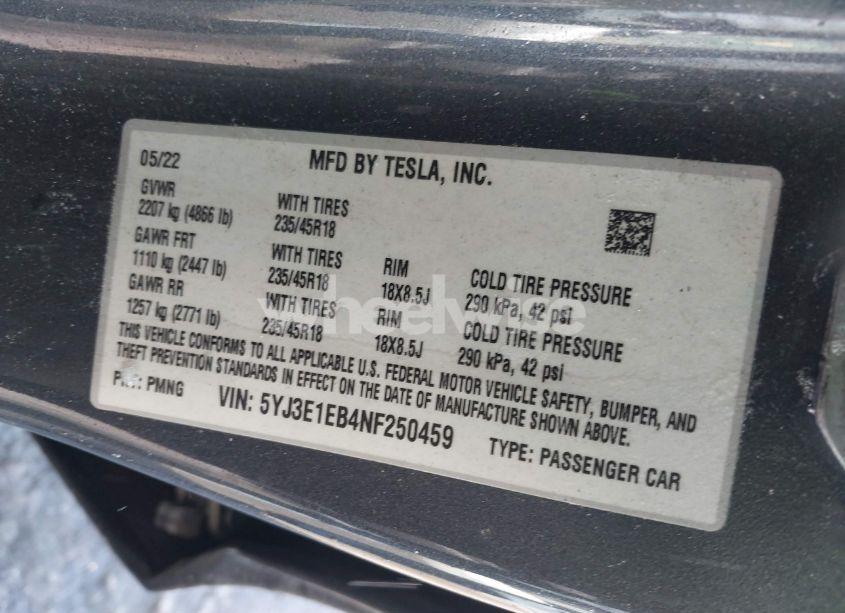 05/22 MFD BY TESLA, INC.
GVWR
2207 kg (4866 lb) WITH TIRES
235/45R18
GAWR FRT
1110 kg (2447 lb) WITH TIRES RIM COLD TIRE PRESSURE
235/45R18 18X8.5J 290 kPa, 42 psi
GAWR RR
1257 kg (2771 lb) WITH TIRES RIM COLD TIRE PRESSURE
235/45R18 18X8.5J 290 kPa, 42 psi
THIS VEHICLE CONFORMS TO ALL APPLICABLE U.S. FEDERAL MOTOR VEHICLE SAFETY, BUMPER, AND
THEFT PREVENTION STANDARDS IN EFFECT ON THE DATE OF MANUFACTURE SHOWN ABOVE.
PNT: PMNG VIN: 5YJ3E1EB4NF250459 TYPE: PASSENGER CAR